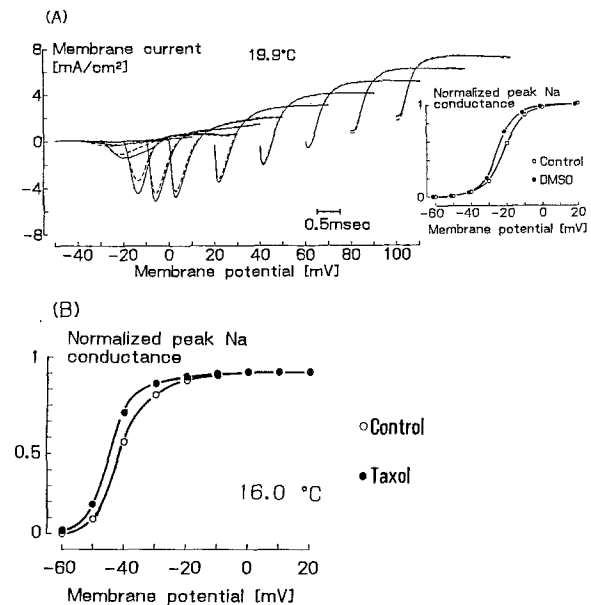 (A)
8
Membrane current
[mA/cm²]
19.9°C
4
0
-4
-8
0.5msec
-40 -20 0 20 40 60 80 100
Membrane potential [mV]
Normalized peak Na
conductance
1
0
Control
DMSO
-60 -40 -20 0 20
Membrane potential [mV]
(B)
Normalized peak Na
conductance
1
0.5
0
Control
Taxol
16.0 °C
-60 -40 -20 0 20
Membrane potential [mV]